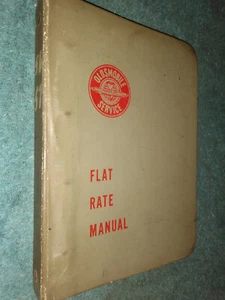 OLDSMOBILE
SERVICE
FLAT
RATE
MANUAL